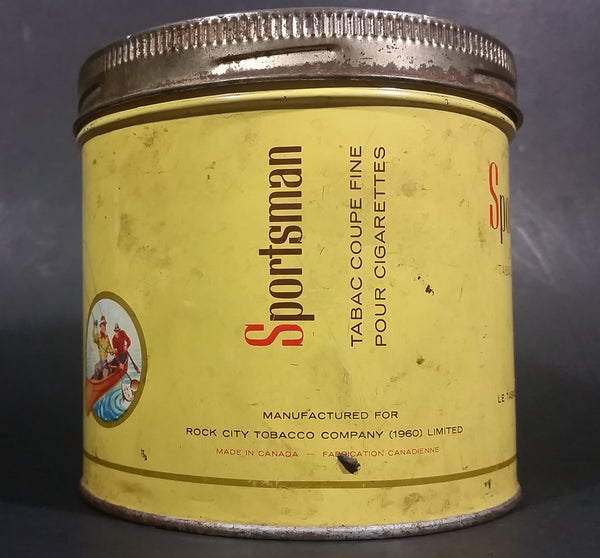 Sportsman
TABAC COUPE FINE
POUR CIGARETTES
MANUFACTURED FOR
ROCK CITY TOBACCO COMPANY (1960) LIMITED
MADE IN CANADA — FABRICATION CANADIENNE
LE